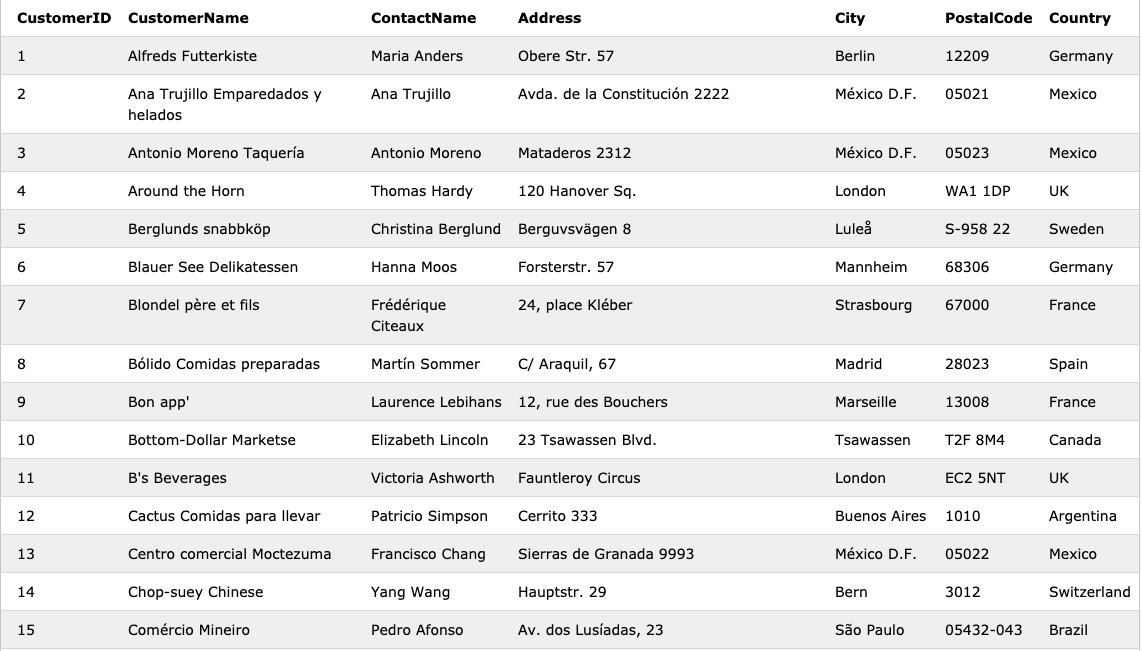 CustomerID CustomerName ContactName Address City PostalCode Country
1 Alfreds Futterkiste Maria Anders Obere Str. 57 Berlin 12209 Germany
2 Ana Trujillo Emparedados y Ana Trujillo Avda. de la Constitución 2222 México D.F. 05021 Mexico
helados
3 Antonio Moreno Taquería Antonio Moreno Mataderos 2312 México D.F. 05023 Mexico
4 Around the Horn Thomas Hardy 120 Hanover Sq. London WA1 1DP UK
5 Berglunds snabbköp Christina Berglund Berguvsvägen 8 Luleå S-958 22 Sweden
6 Blauer See Delikatessen Hanna Moos Forsterstr. 57 Mannheim 68306 Germany
7 Blondel père et fils Frédérique 24, place Kléber Strasbourg 67000 France
Citeaux
8 Bólido Comidas preparadas Martín Sommer C/ Araquil, 67 Madrid 28023 Spain
9 Bon app' Laurence Lebihans 12, rue des Bouchers Marseille 13008 France
10 Bottom-Dollar Marketse Elizabeth Lincoln 23 Tsawassen Blvd. Tsawassen T2F 8M4 Canada
11 B's Beverages Victoria Ashworth Fauntleroy Circus London EC2 5NT UK
12 Cactus Comidas para llevar Patricio Simpson Cerrito 333 Buenos Aires 1010 Argentina
13 Centro comercial Moctezuma Francisco Chang Sierras de Granada 9993 México D.F. 05022 Mexico
14 Chop-suey Chinese Yang Wang Hauptstr. 29 Bern 3012 Switzerland
15 Comércio Mineiro Pedro Afonso Av. dos Lusíadas, 23 São Paulo 05432-043 Brazil